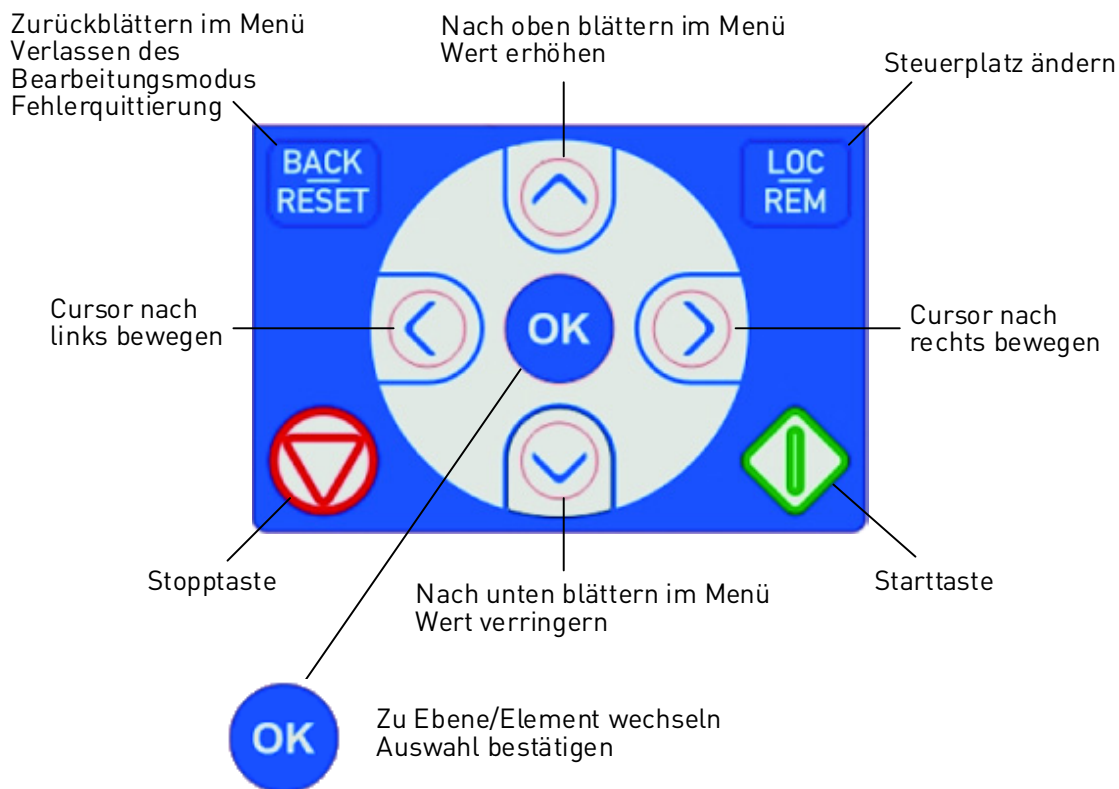 Zurückblättern im Menü
Verlassen des
Bearbeitungsmodus
Fehlerquittierung
Nach oben blättern im Menü
Wert erhöhen
Steuerplatz ändern
BACK
RESET
LOC
REM
Cursor nach
links bewegen
OK
Cursor nach
rechts bewegen
Stopptaste
Nach unten blättern im Menü
Wert verringern
Starttaste
OK
Zu Ebene/Element wechseln
Auswahl bestätigen